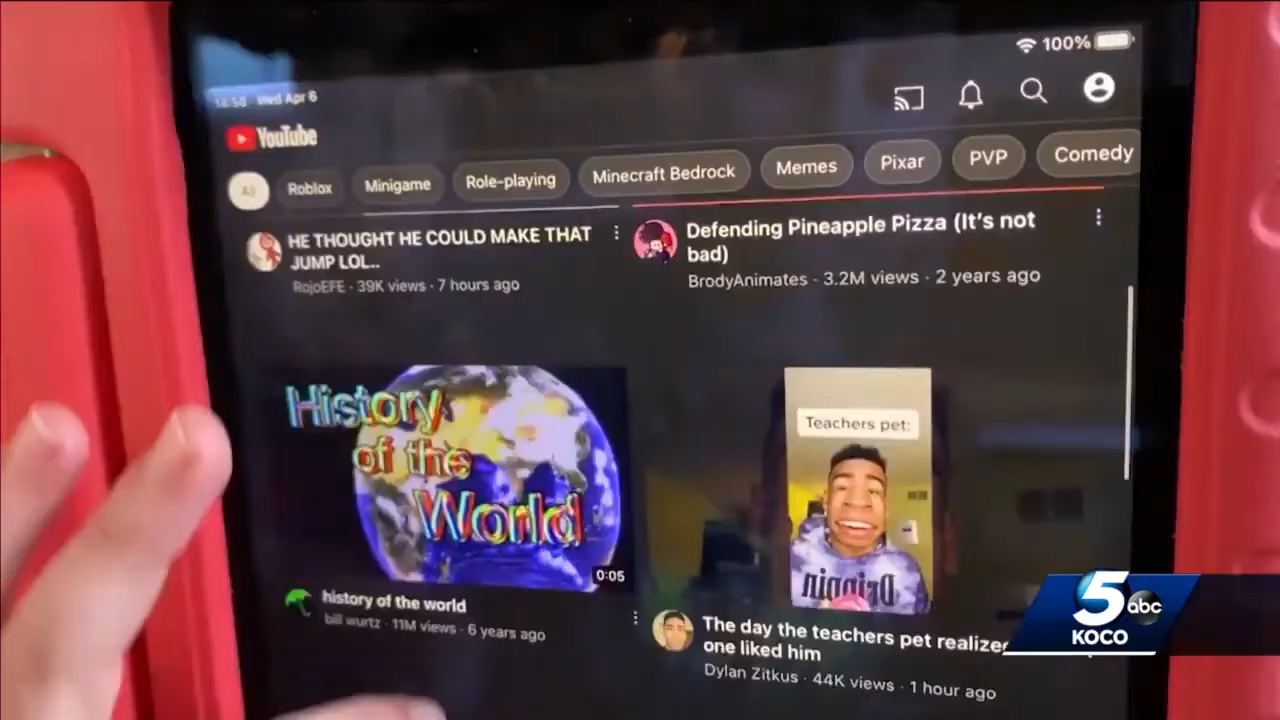 100%
Wed Apr 6
YouTube
All
Roblox
Minigame
Role-playing
Minecraft Bedrock
Memes
Pixar
PVP
Comedy
HE THOUGHT HE COULD MAKE THAT
JUMP LOL..
RojoEFE · 39K views · 7 hours ago
Defending Pineapple Pizza (It's not
bad)
BrodyAnimates · 3.2M views · 2 years ago
History
of the
World
0:05
history of the world
bill wurtz · 11M views · 6 years ago
Teachers pet:
Drippin
The day the teachers pet realize
one liked him
Dylan Zitkus · 44K views · 1 hour ago
5 abc
KOCO